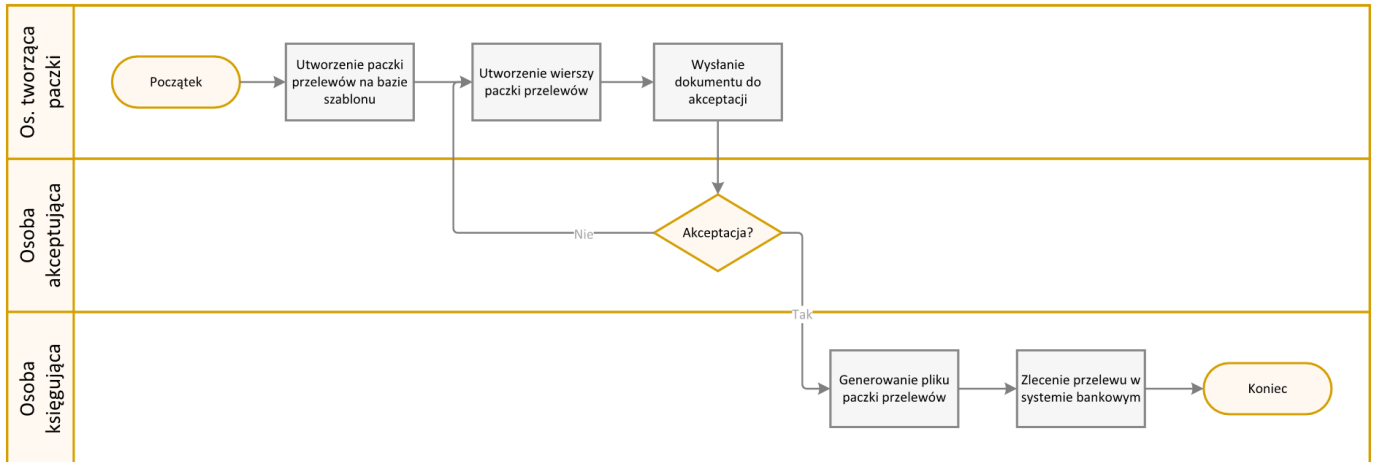 Os. tworząca
paczki
Początek
Utworzenie paczki
przelewów na bazie
szablonu
Utworzenie wierszy
paczki przelewów
Wysłanie
dokumentu do
akceptacji
Osoba
akceptująca
Nie
Akceptacja?
Tak
Osoba
księgująca
Generowanie pliku
paczki przelewów
Zlecenie przelewu w
systemie bankowym
Koniec